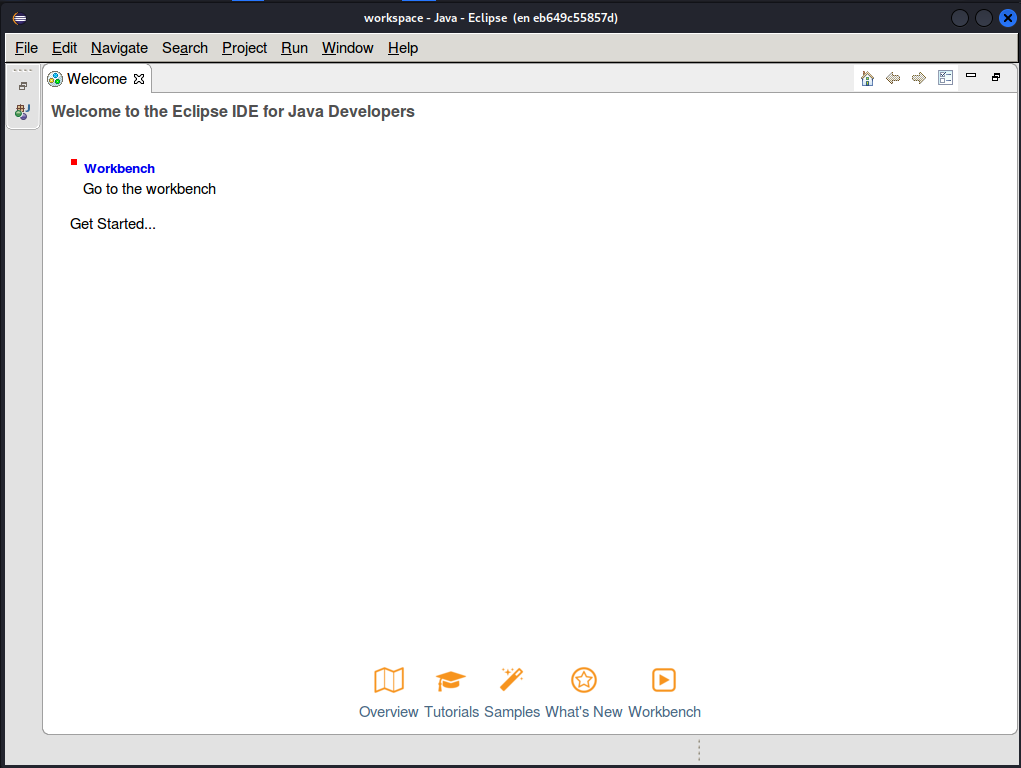 workspace - Java - Eclipse (en eb649c55857d)
File Edit Navigate Search Project Run Window Help
Welcome
Welcome to the Eclipse IDE for Java Developers
Workbench
Go to the workbench
Get Started...
Overview Tutorials Samples What's New Workbench